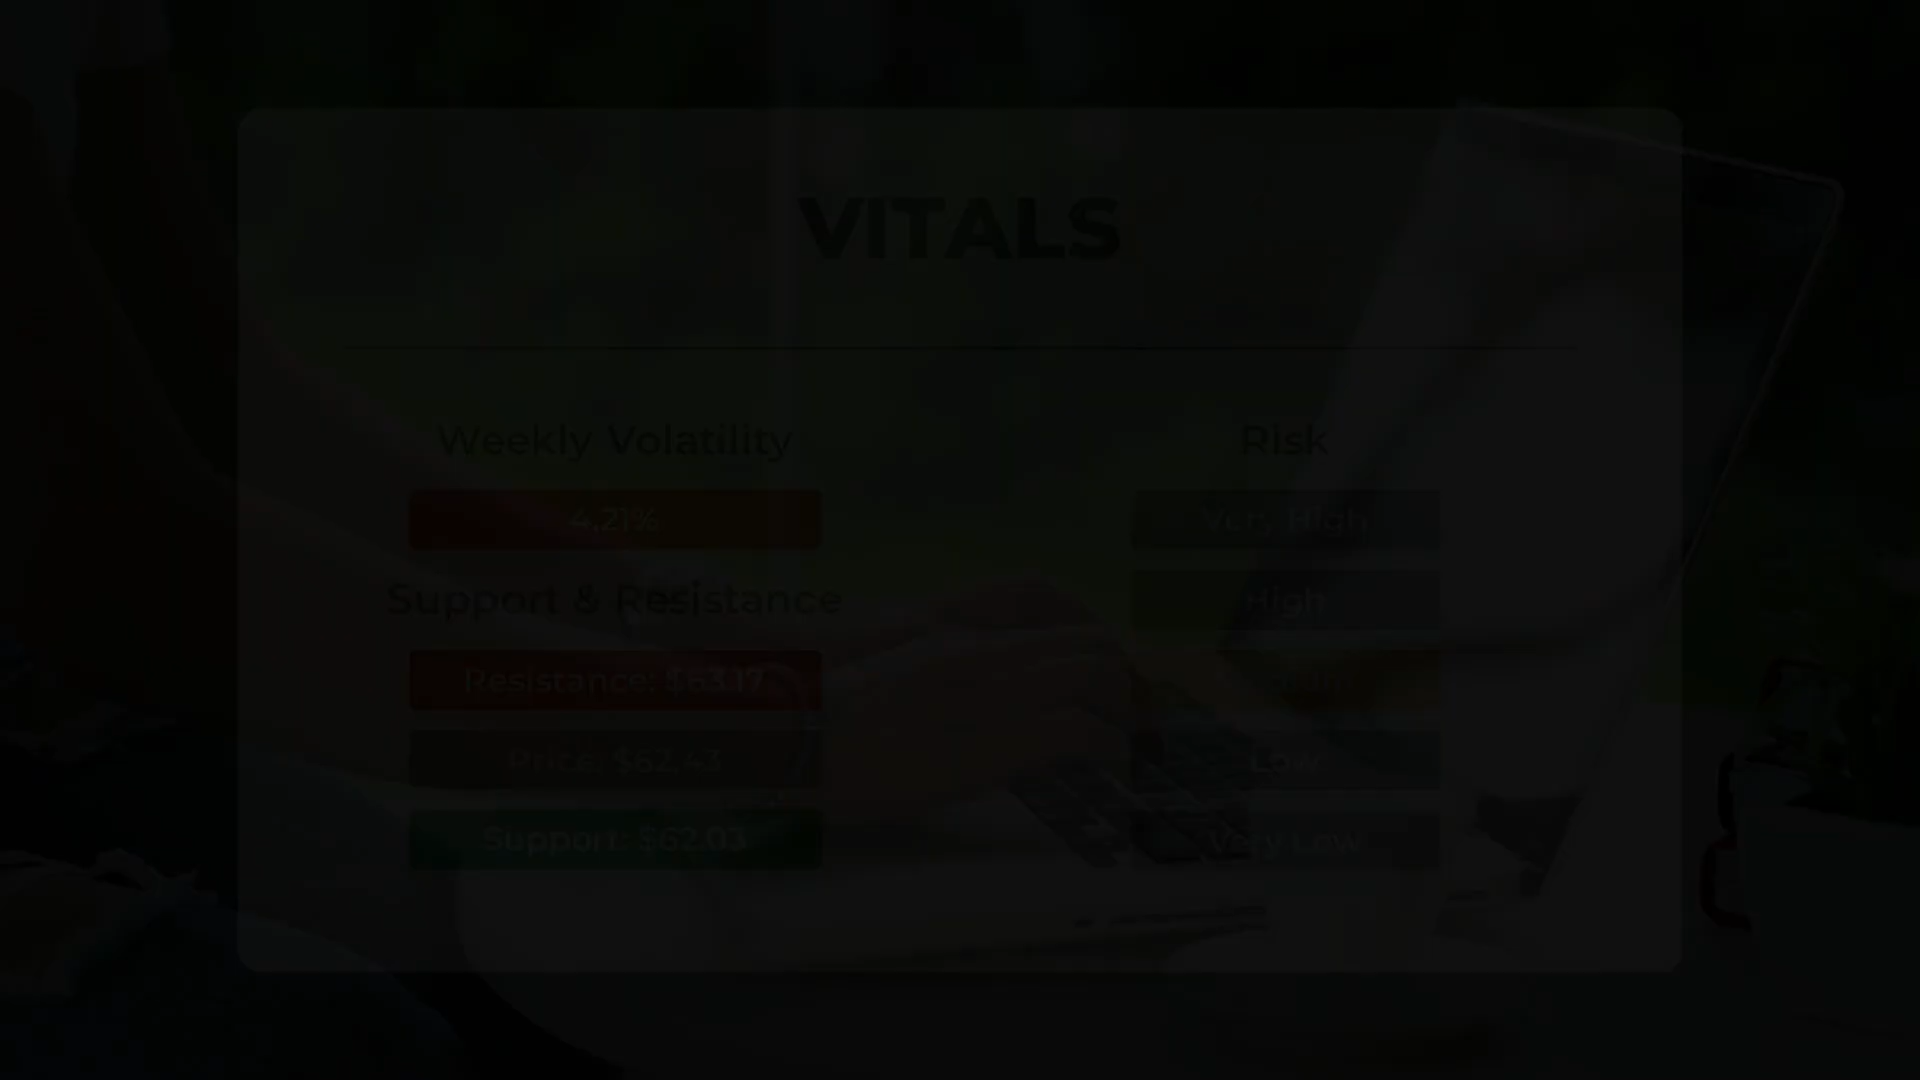 VITALS
Weekly Volatility
4.21%
Support & Resistance
Resistance: $63.17
Price: $62.43
Support: $62.03
Risk
Very High
High
Medium
Low
Very Low